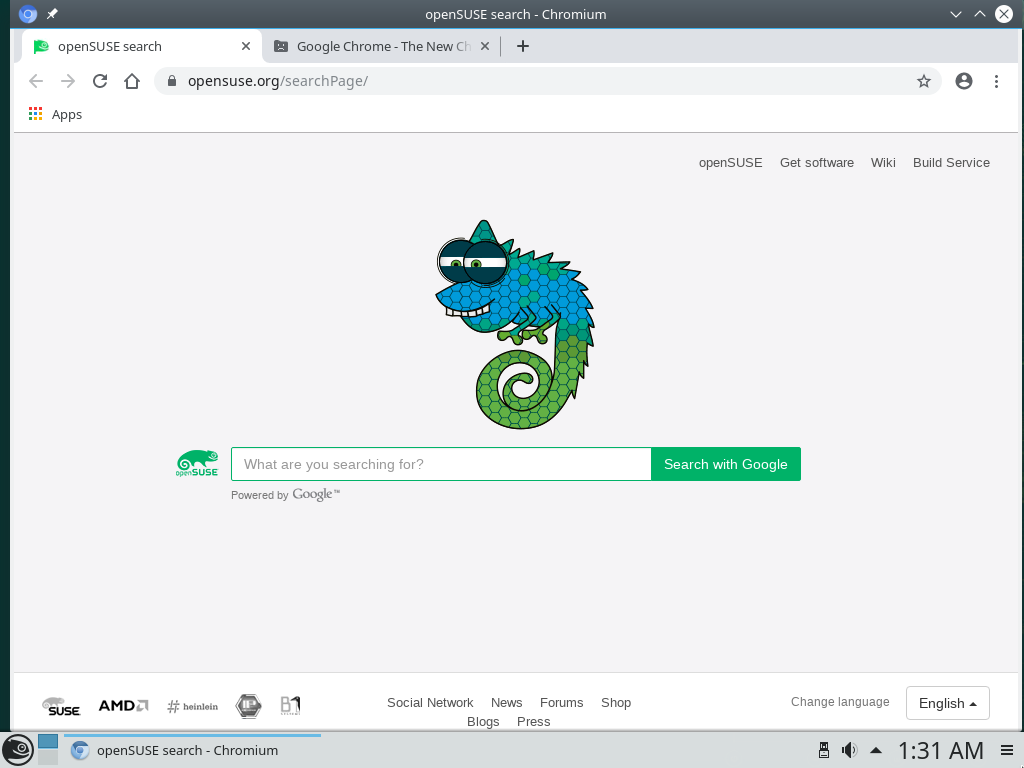 openSUSE search - Chromium
openSUSE search
Google Chrome - The New Ch
opensuse.org/searchPage/
Apps
openSUSE Get software Wiki Build Service
openSUSE
What are you searching for?
Search with Google
Powered by Google™
SUSE
AMD
# heinlein
IP
B1
Social Network News Forums Shop
Blogs Press
Change language
English
openSUSE search - Chromium
1:31 AM